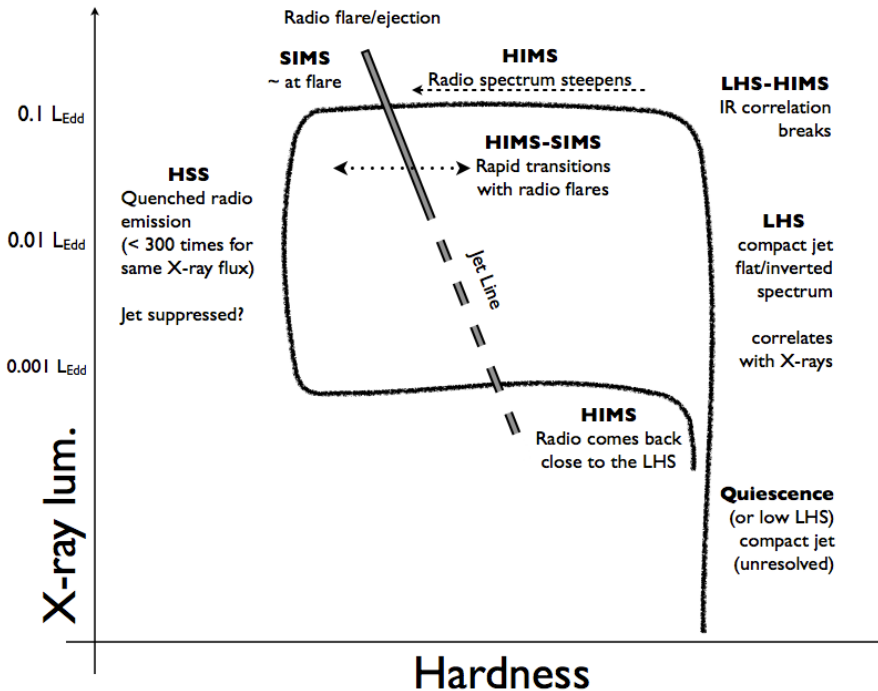 Radio flare/ejection
SIMS
~ at flare
HIMS
Radio spectrum steepens
LHS-HIMS
IR correlation
breaks
0.1 L_Edd
HIMS-SIMS
Rapid transitions
with radio flares
HSS
Quenched radio
emission
(< 300 times for
same X-ray flux)
Jet suppressed?
0.01 L_Edd
Jet Line
LHS
compact jet
flat/inverted
spectrum
correlates
with X-rays
0.001 L_Edd
HIMS
Radio comes back
close to the LHS
Quiescence
(or low LHS)
compact jet
(unresolved)
X-ray lum.
Hardness